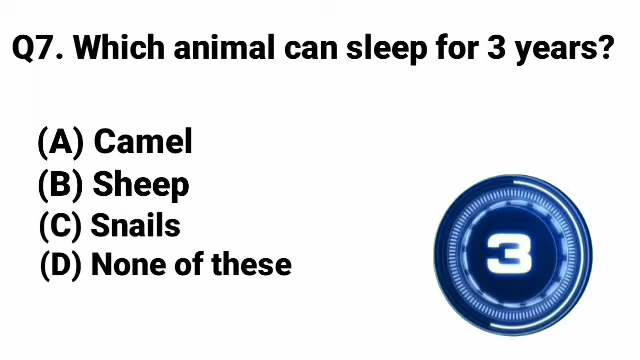 Q7. Which animal can sleep for 3 years?
(A) Camel
(B) Sheep
(C) Snails
(D) None of these
3